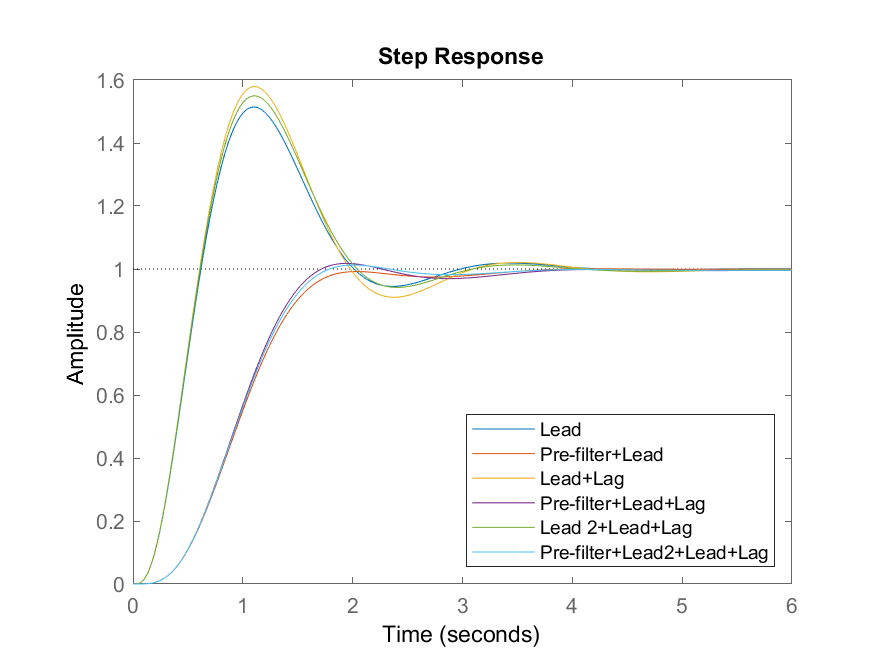 Step Response
1.6
1.4
1.2
1
0.8
0.6
0.4
0.2
0
Amplitude
Lead
Pre-filter+Lead
Lead+Lag
Pre-filter+Lead+Lag
Lead 2+Lead+Lag
Pre-filter+Lead2+Lead+Lag
0 1 2 3 4 5 6
Time (seconds)